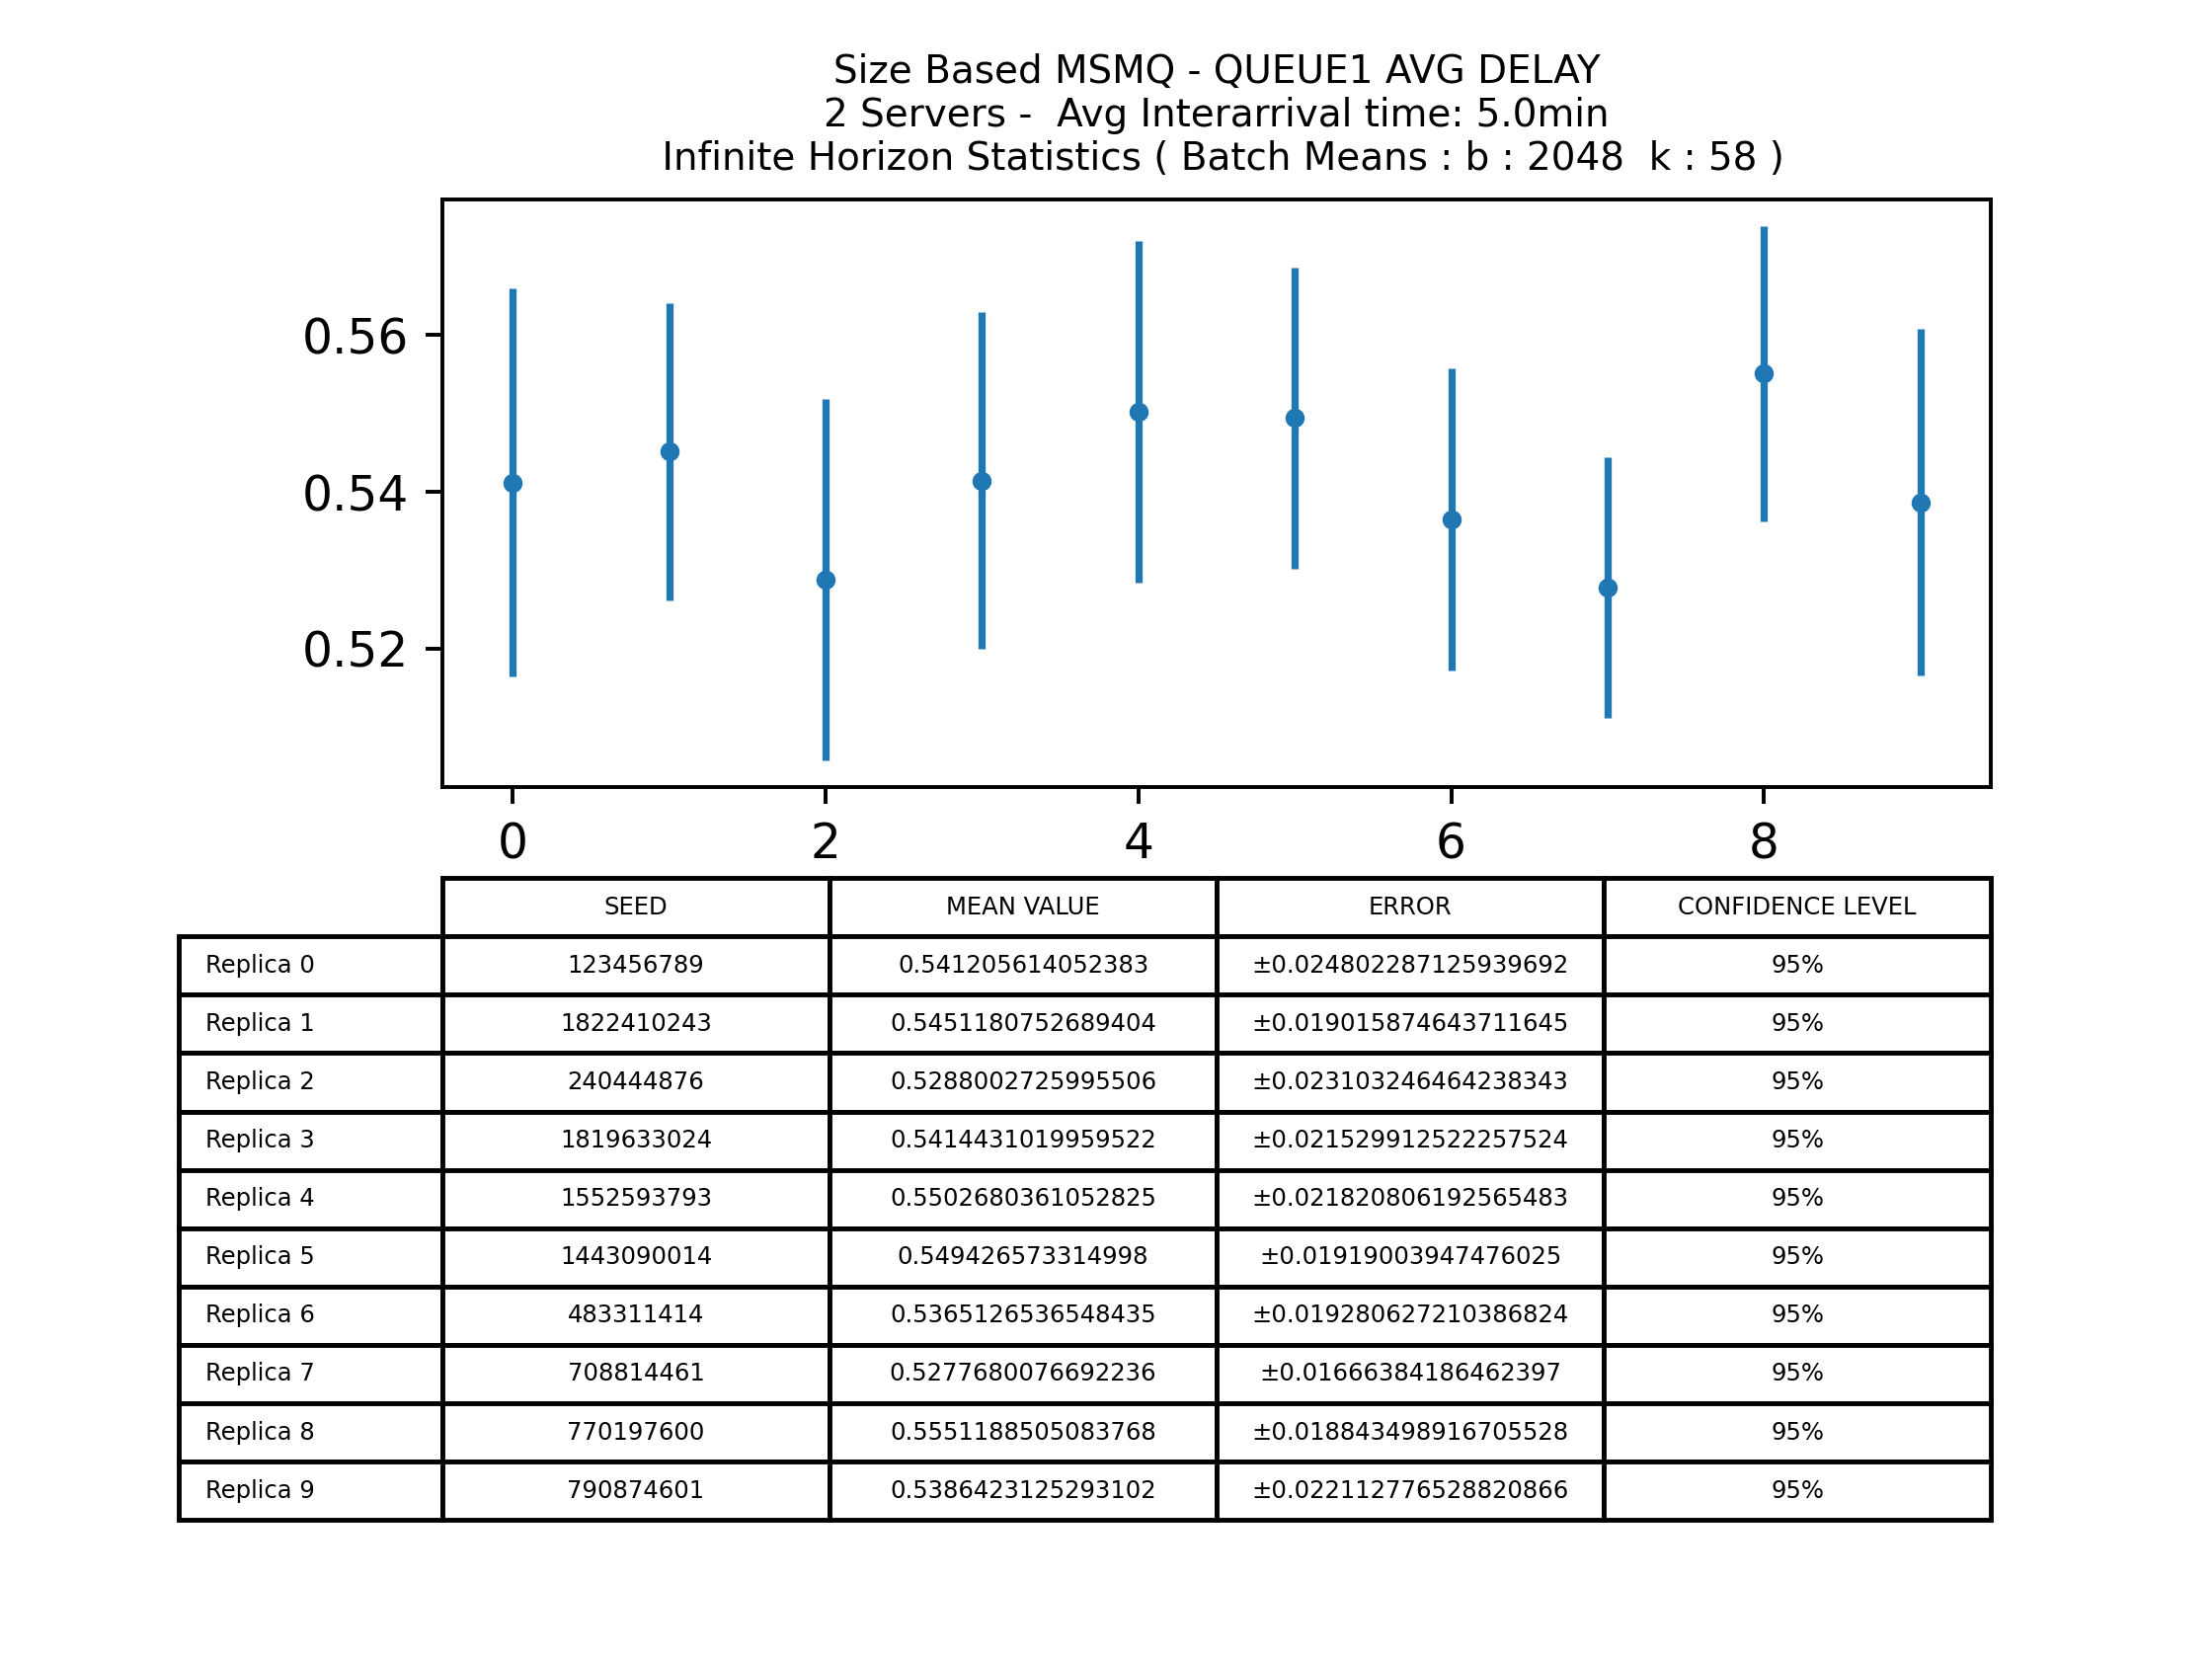 Size Based MSMQ - QUEUE1 AVG DELAY
2 Servers -  Avg Interarrival time: 5.0min
Infinite Horizon Statistics ( Batch Means : b : 2048  k : 58 )
0.56
0.54
0.52
0 2 4 6 8
SEED MEAN VALUE ERROR CONFIDENCE LEVEL
Replica 0 123456789 0.541205614052383 ±0.024802287125939692 95%
Replica 1 1822410243 0.5451180752689404 ±0.019015874643711645 95%
Replica 2 240444876 0.5288002725995506 ±0.023103246464238343 95%
Replica 3 1819633024 0.5414431019959522 ±0.021529912522257524 95%
Replica 4 1552593793 0.5502680361052825 ±0.021820806192565483 95%
Replica 5 1443090014 0.549426573314998 ±0.01919003947476025 95%
Replica 6 483311414 0.5365126536548435 ±0.019280627210386824 95%
Replica 7 708814461 0.5277680076692236 ±0.01666384186462397 95%
Replica 8 770197600 0.5551188505083768 ±0.018843498916705528 95%
Replica 9 790874601 0.5386423125293102 ±0.022112776528820866 95%